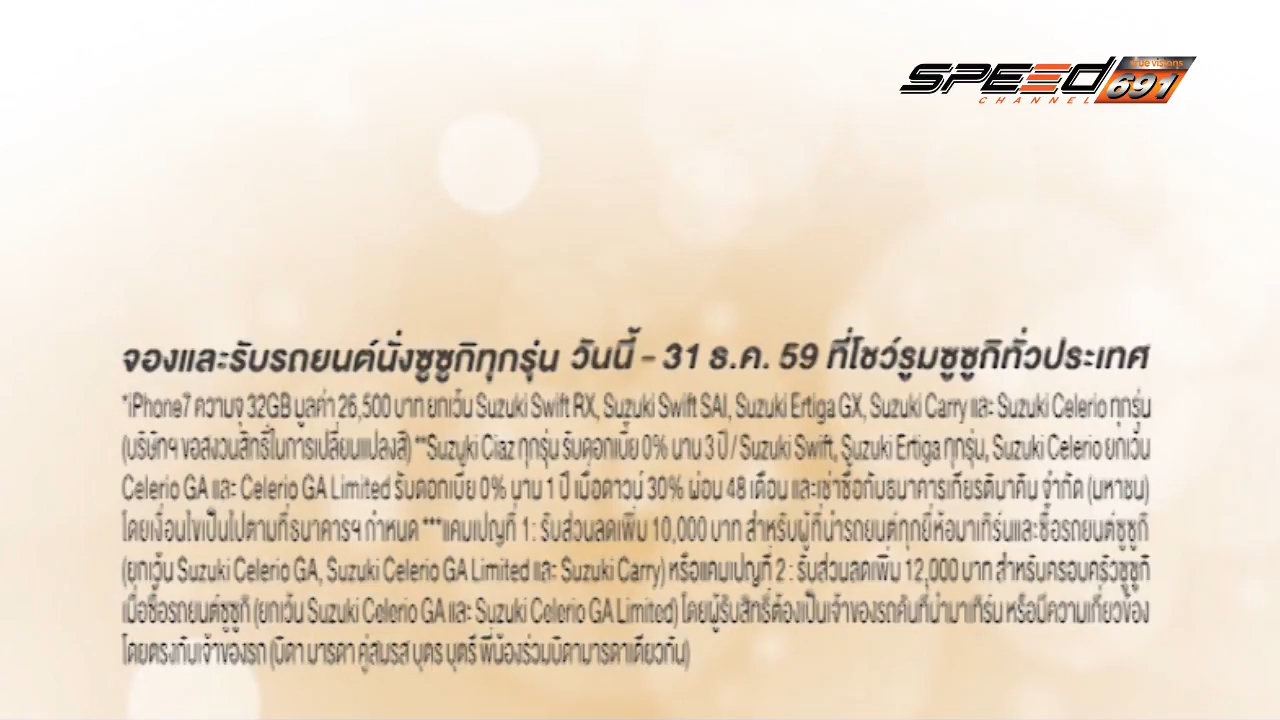 SPEED
true visions
CHANNEL 691
จองและรับรถยนต์นั่งซูซูกิทุกรุ่น วันนี้ - 31 ธ.ค. 59 ที่โชว์รูมซูซูกิทั่วประเทศ
*iPhone7 ความจุ 32GB มูลค่า 26,500 บาท ยกเว้น Suzuki Swift RX, Suzuki Swift SAI, Suzuki Ertiga GX, Suzuki Carry และ Suzuki Celerio ทุกรุ่น
(บริษัทฯ ขอสงวนสิทธิ์ในการเปลี่ยนแปลงสี) **Suzuki Ciaz ทุกรุ่น รับดอกเบี้ย 0% นาน 3 ปี / Suzuki Swift, Suzuki Ertiga ทุกรุ่น, Suzuki Celerio ยกเว้น
Celerio GA และ Celerio GA Limited รับดอกเบี้ย 0% นาน 1 ปี เมื่อดาวน์ 30% ผ่อน 48 เดือน และเช่าซื้อกับธนาคารเกียรตินาคิน จำกัด (มหาชน)
โดยเงื่อนไขเป็นไปตามที่ธนาคารฯ กำหนด ***แคมเปญที่ 1 : รับส่วนลดเพิ่ม 10,000 บาท สำหรับผู้ที่นำรถยนต์ทุกยี่ห้อมาเทิร์นและซื้อรถยนต์ซูซูกิ
(ยกเว้น Suzuki Celerio GA, Suzuki Celerio GA Limited และ Suzuki Carry) หรือแคมเปญที่ 2 : รับส่วนลดเพิ่ม 12,000 บาท สำหรับครอบครัวซูซูกิ
เมื่อซื้อรถยนต์ซูซูกิ (ยกเว้น Suzuki Celerio GA และ Suzuki Celerio GA Limited) โดยผู้รับสิทธิ์ต้องเป็นเจ้าของรถคันที่นำมาเทิร์น หรือมีความเกี่ยวข้อง
โดยตรงกับเจ้าของรถ (บิดา มารดา คู่สมรส บุตร บุตรี พี่น้องร่วมบิดามารดาเดียวกัน)